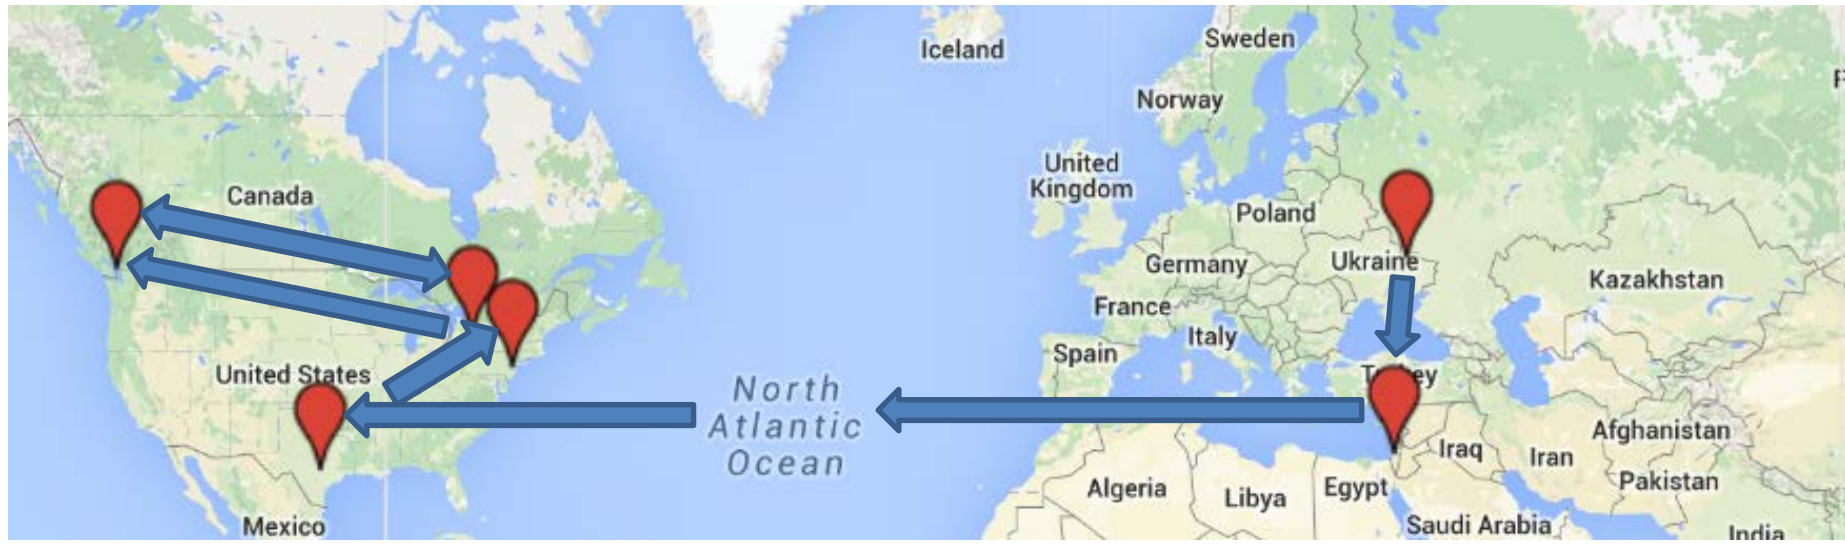 Iceland
Sweden
Norway
United
Kingdom
Canada
Poland
Ukraine
Germany
Kazakhstan
France
Italy
Spain
United States
Turkey
North
Atlantic
Ocean
Afghanistan
Iraq
Iran
Pakistan
Algeria
Libya
Egypt
Mexico
Saudi Arabia
India